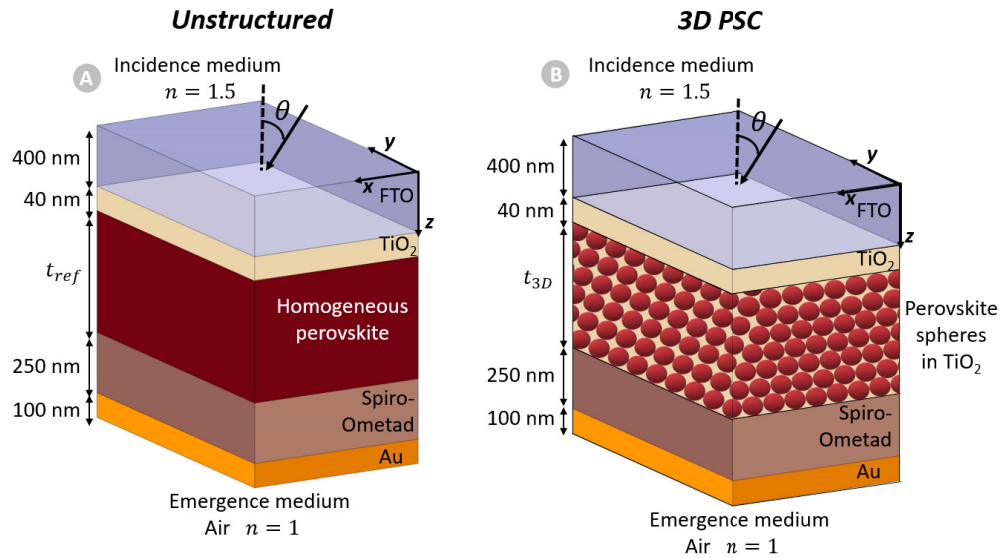 Unstructured
A
Incidence medium
n = 1.5
θ
y
x
FTO
z
400 nm
40 nm
TiO2
t_ref
Homogeneous
perovskite
250 nm
Spiro-
Ometad
100 nm
Au
Emergence medium
Air n = 1
3D PSC
B
Incidence medium
n = 1.5
θ
y
x
FTO
z
400 nm
40 nm
TiO2
t_3D
Perovskite
spheres
in TiO2
250 nm
Spiro-
Ometad
100 nm
Au
Emergence medium
Air n = 1